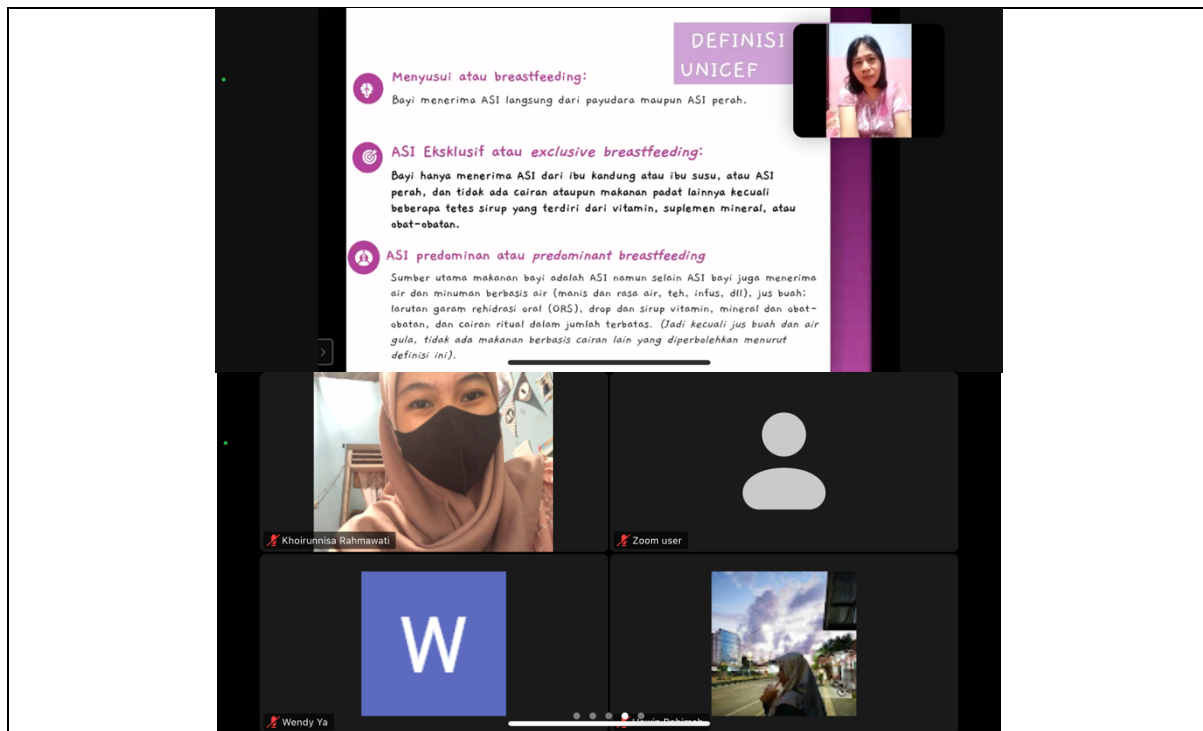 DEFINISI
UNICEF
Menyusui atau breastfeeding:
Bayi menerima ASI langsung dari payudara maupun ASI perah.
ASI Eksklusif atau exclusive breastfeeding:
Bayi hanya menerima ASI dari ibu kandung atau ibu susu, atau ASI
perah, dan tidak ada cairan ataupun makanan padat lainnya kecuali
beberapa tetes sirup yang terdiri dari vitamin, suplemen mineral, atau
obat-obatan.
ASI predominan atau predominant breastfeeding
Sumber utama makanan bayi adalah ASI namun selain ASI bayi juga menerima
air dan minuman berbasis air (manis dan rasa air, teh, infus, dll), jus buah;
larutan garam rehidrasi oral (ORS), drop dan sirup vitamin, mineral dan obat-
obatan, dan cairan ritual dalam jumlah terbatas. (Jadi kecuali jus buah dan air
gula, tidak ada makanan berbasis cairan lain yang diperbolehkan menurut
definisi ini).
Khoirunnisa Rahmawati
Zoom user
W
Wendy Ya